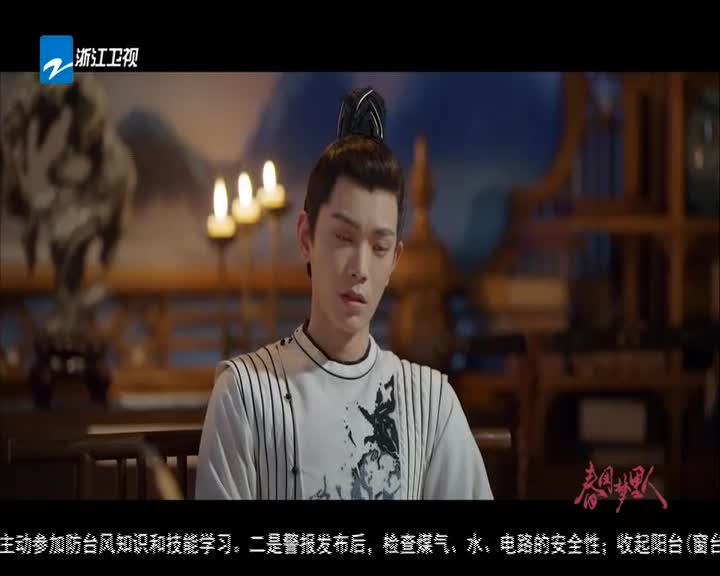 浙江卫视
春闺梦里人
主动参加防台风知识和技能学习。二是警报发布后，检查煤气、水、电路的安全性；收起阳台(窗台